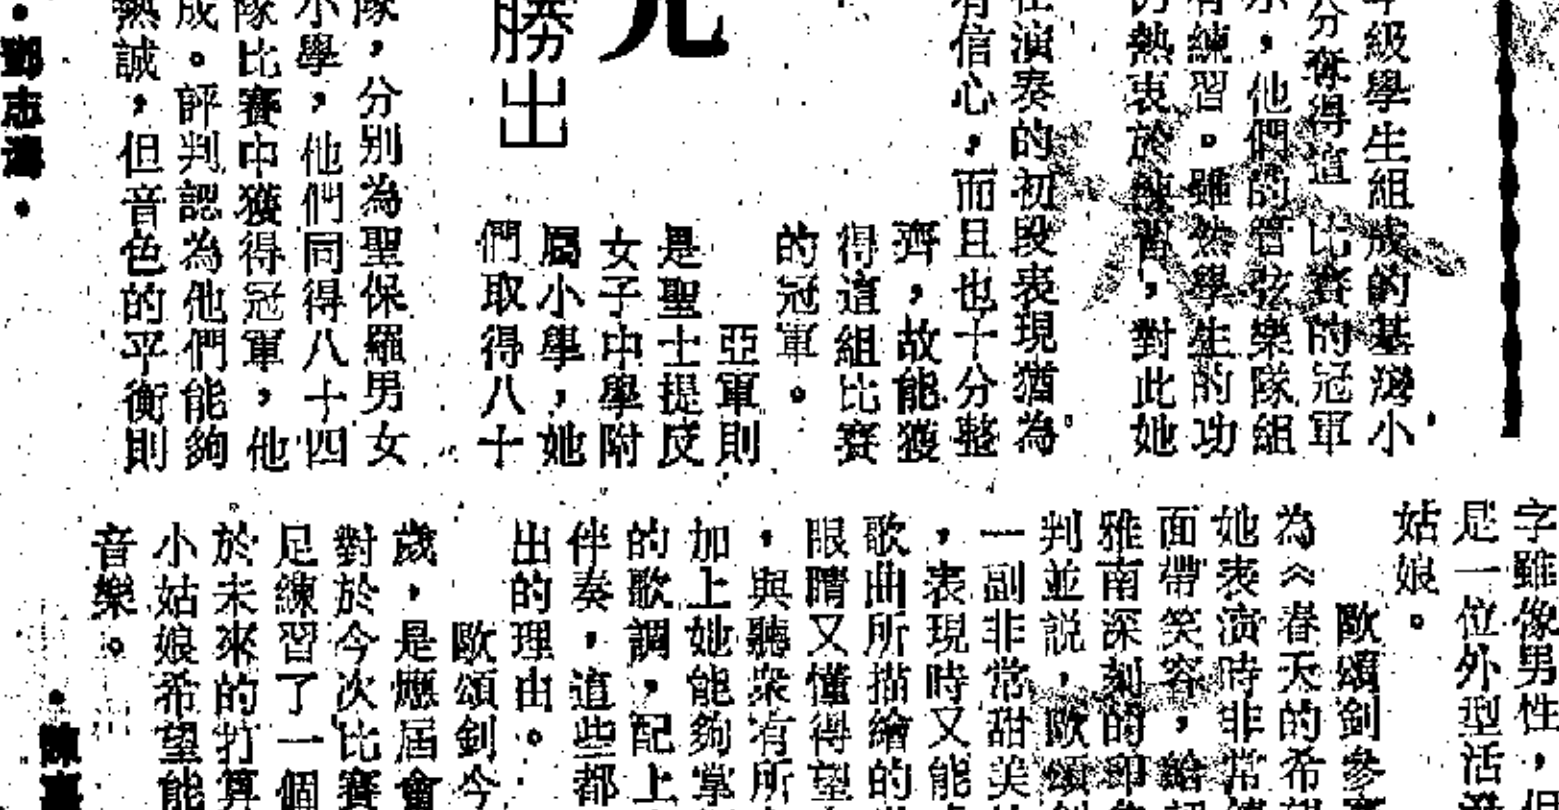 年級學生組成的基灣小
分奪得這 比賽的冠軍
示，他們的管弦樂隊組
有練習。雖然學生的功
仍熱衷於練習，對此她
在演奏的初段表現猶為
有信心，而且也十分整
齊，故能獲
得這組比賽
的冠軍。
亞軍則
是聖士提反
女子中學附
屬小學，她
們取得八十
勝出
隊，分別為聖保羅男女
小學，他們同得八十四
隊比賽中獲得冠軍，他
成。評判認為他們能夠
熱誠，但音色的平衡則
•鄧志濤•
字雖像男性，但
是一位外型活
姑娘。
歐頌釗參
為《春天的希望
她表演時非常
面帶笑容，給
雅南深刻的印象
判並説，歐頌釗
一副非常甜美
，表現時又能
歌曲所描繪的
眼睛又懂得望
，與聽衆有所
加上她能夠掌
的歌調，配上
伴奏，這些都
出的理由。
歐頌釗今
歲，是應屆會
對於今次比賽
足練習了一個
於未來的打算
小姑娘希望能
音樂。
•陳